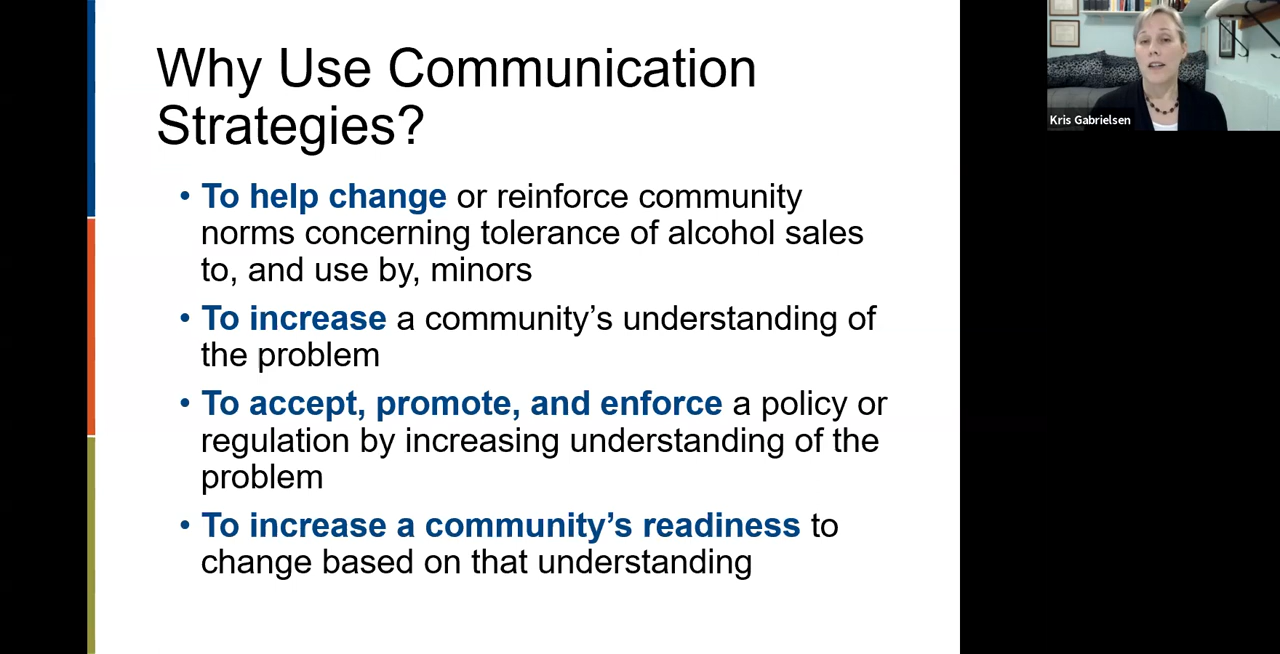 Why Use Communication
Strategies?
• To help change or reinforce community
norms concerning tolerance of alcohol sales
to, and use by, minors
• To increase a community’s understanding of
the problem
• To accept, promote, and enforce a policy or
regulation by increasing understanding of the
problem
• To increase a community’s readiness to
change based on that understanding
Kris Gabrielsen